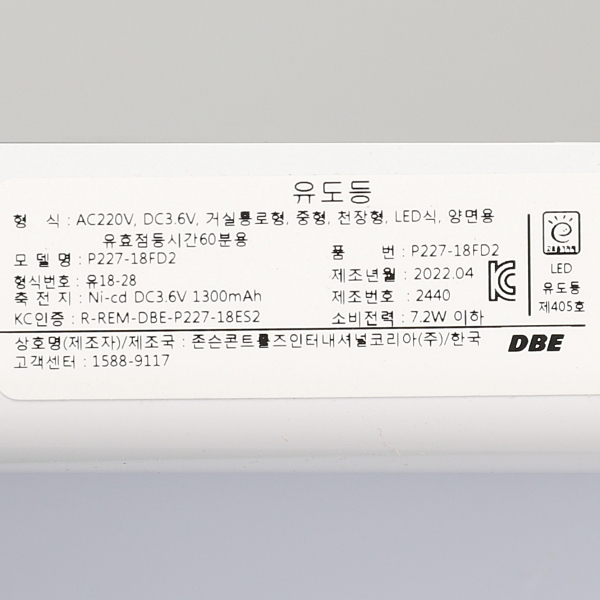 유도등
형 식 : AC220V, DC3.6V, 거실통로형, 중형, 천장형, LED식, 양면용
유효점등시간60분용
모 델 명 : P227-18FD2
품 번 : P227-18FD2
형식번호 : 유18-28
제조년월 : 2022.04
축 전 지 : Ni-cd DC3.6V 1300mAh
제조번호 : 2440
KC인증 : R-REM-DBE-P227-18ES2
소비전력 : 7.2W 이하
LED
유도등
제405호
상호명(제조자)/제조국 : 존슨콘트롤즈인터내셔널코리아(주)/한국
고객센터 : 1588-9117
DBE